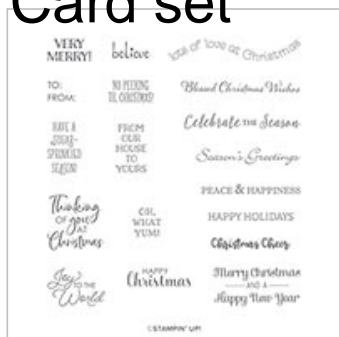 Card set
VERY
MERRY!
believe
lots of love at Christmas
TO:
FROM:
NO PEEKING
'TIL CHRISTMAS!
Blessed Christmas Wishes
HAVE A
SUGAR-
SPRINKLED
SEASON!
FROM
OUR
HOUSE
TO
YOURS
Celebrate THE Season
Season's Greetings
PEACE & HAPPINESS
Thinking
OF you AT
Christmas
OH,
WHAT
YUM!
HAPPY HOLIDAYS
Christmas Cheer
Joy TO THE
World
HAPPY
Christmas
Merry Christmas
AND A
Happy New Year
©STAMPIN' UP!